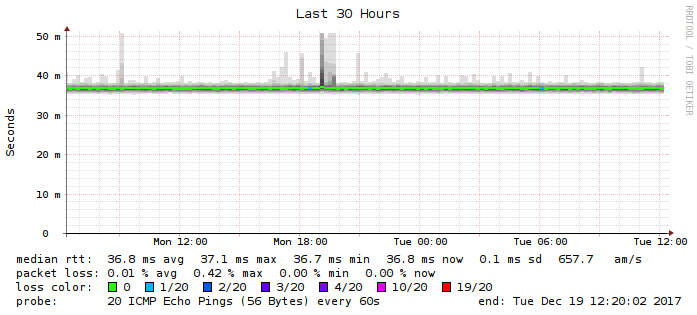 Last 30 Hours
RRDTOOL / TOBI OETIKER
Seconds
50 m
40 m
30 m
20 m
10 m
0
Mon 12:00 Mon 18:00 Tue 00:00 Tue 06:00 Tue 12:00
median rtt: 36.8 ms avg 37.1 ms max 36.7 ms min 36.8 ms now 0.1 ms sd 657.7 am/s
packet loss: 0.01 % avg 0.42 % max 0.00 % min 0.00 % now
loss color: 0 1/20 2/20 3/20 4/20 10/20 19/20
probe: 20 ICMP Echo Pings (56 Bytes) every 60s end: Tue Dec 19 12:20:02 2017